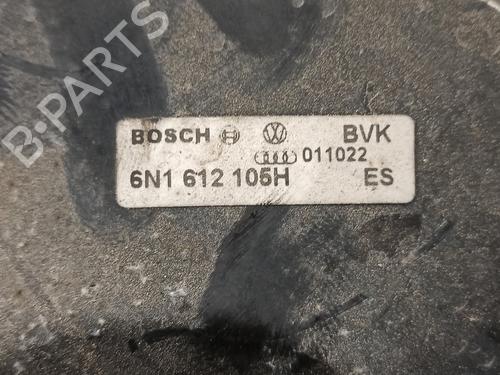 B-PARTS
BOSCH BVK
011022
6N1 612 105H ES